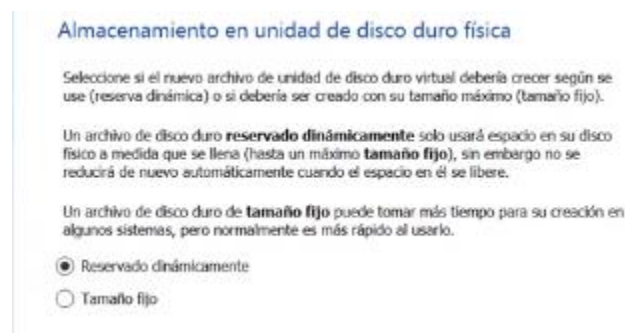 Almacenamiento en unidad de disco duro física
Seleccione si el nuevo archivo de unidad de disco duro virtual debería crecer según se
use (reserva dinámica) o si debería ser creado con su tamaño máximo (tamaño fijo).
Un archivo de disco duro reservado dinámicamente solo usará espacio en su disco
físico a medida que se llena (hasta un máximo tamaño fijo), sin embargo no se
reducirá de nuevo automáticamente cuando el espacio en él se libere.
Un archivo de disco duro de tamaño fijo puede tomar más tiempo para su creación en
algunos sistemas, pero normalmente es más rápido al usarlo.
Reservado dinámicamente
Tamaño fijo